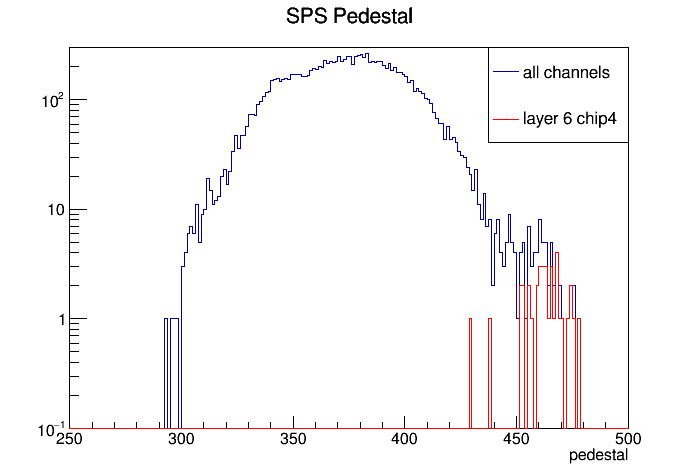 SPS Pedestal
all channels
layer 6 chip4
10²
10
1
10⁻¹
250 300 350 400 450 500
pedestal